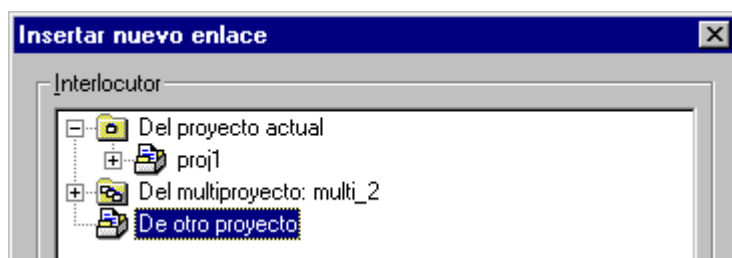 Insertar nuevo enlace
Interlocutor
Del proyecto actual
proj1
Del multiproyecto: multi_2
De otro proyecto